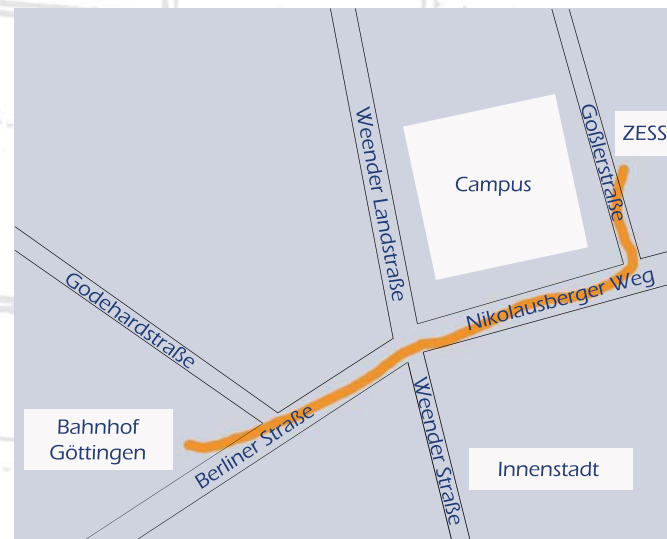 Weender Landstraße
Goßlerstraße
ZESS
Campus
Godehardstraße
Nikolausberger Weg
Bahnhof
Göttingen
Berliner Straße
Weender Straße
Innenstadt